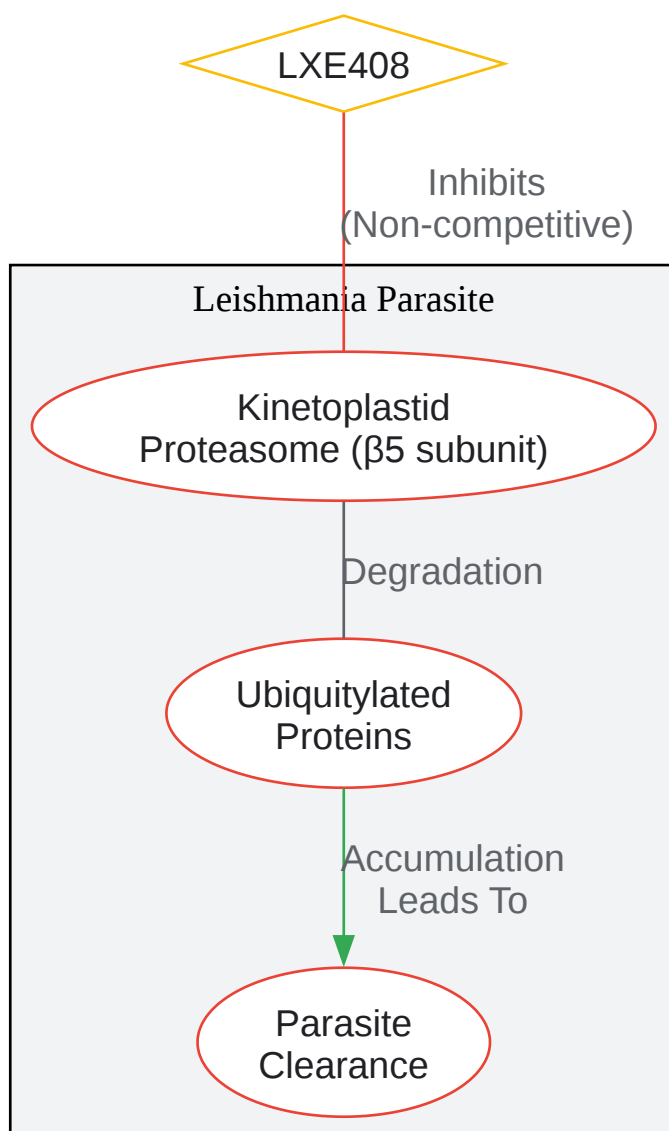 LXE408
Inhibits
(Non-competitive)
Leishmania Parasite
Kinetoplastid
Proteasome (β5 subunit)
Degradation
Ubiquitylated
Proteins
Accumulation
Leads To
Parasite
Clearance